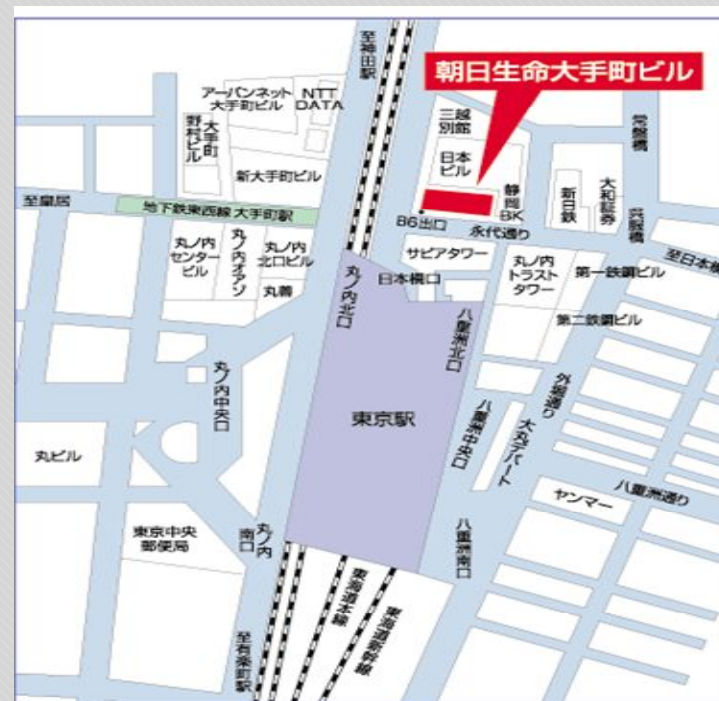 至神田駅
朝日生命大手町ビル
アーバンネット
大手町ビル
NTT
DATA
大手町
野村ビル
新大手町ビル
三越
別館
日本
ビル
静岡
BK
新日鉄
大和証券
常盤橋
呉服橋
至皇居
地下鉄東西線 大手町駅
B6出口
永代通り
至日本橋
丸ノ内
センター
ビル
丸ノ内オアゾ
丸ノ内
北口ビル
丸善
サピアタワー
日本橋口
丸ノ内
トラスト
タワー
第一鉄鋼ビル
第二鉄鋼ビル
丸ノ内北口
八重洲北口
丸ノ内中央口
東京駅
八重洲中央口
大丸デパート
外堀通り
丸ビル
ヤンマー
八重洲通り
東京中央
郵便局
丸ノ内
南口
八重洲南口
東海道本線
東海道新幹線
至有楽町駅